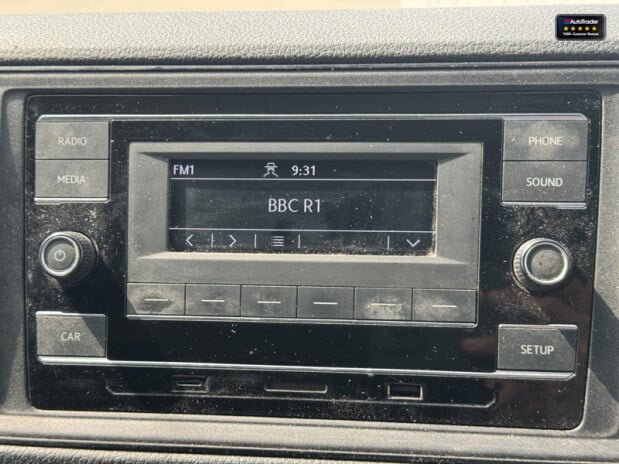 AutoTrader
RADIO
MEDIA
PHONE
SOUND
FM1 9:31
BBC R1
CAR
SETUP